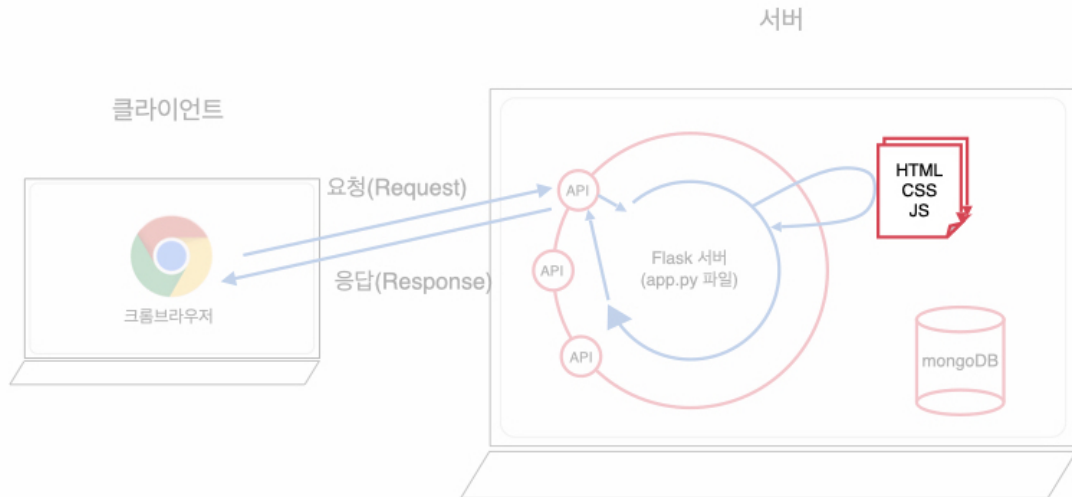 서버
클라이언트
요청(Request)
응답(Response)
크롬브라우저
API
API
API
Flask 서버
(app.py 파일)
HTML
CSS
JS
mongoDB